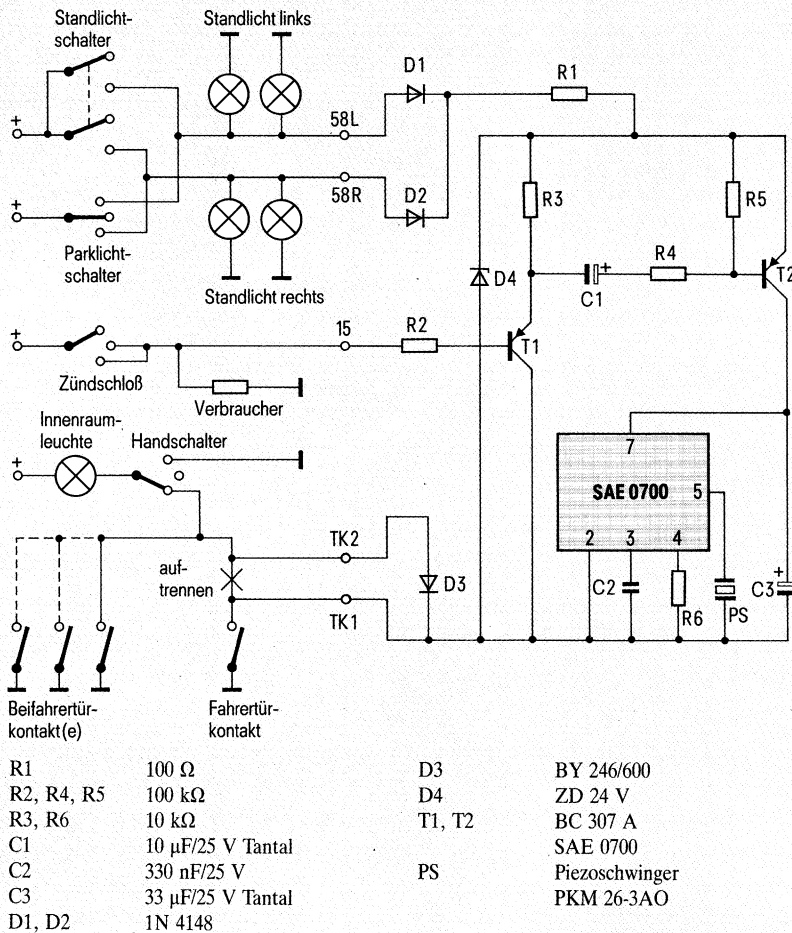 Standlicht-
schalter
Standlicht links
D1
R1
+
58L
58R
D2
R3
R5
+
Parklicht-
schalter
Standlicht rechts
D4
+
C1
R4
T2
+
15
R2
T1
Zündschloß
Verbraucher
Innenraum-
leuchte
Handschalter
+
7
SAE 0700
5
2
3
4
TK2
auf-
trennen
D3
C2
R6
PS
+
C3
TK1
Beifahrertür-
kontakt(e)
Fahrertür-
kontakt
R1 100 Ω D3 BY 246/600
R2, R4, R5 100 kΩ D4 ZD 24 V
R3, R6 10 kΩ T1, T2 BC 307 A
C1 10 µF/25 V Tantal SAE 0700
C2 330 nF/25 V PS Piezoschwinger
C3 33 µF/25 V Tantal PKM 26-3AO
D1, D2 1N 4148